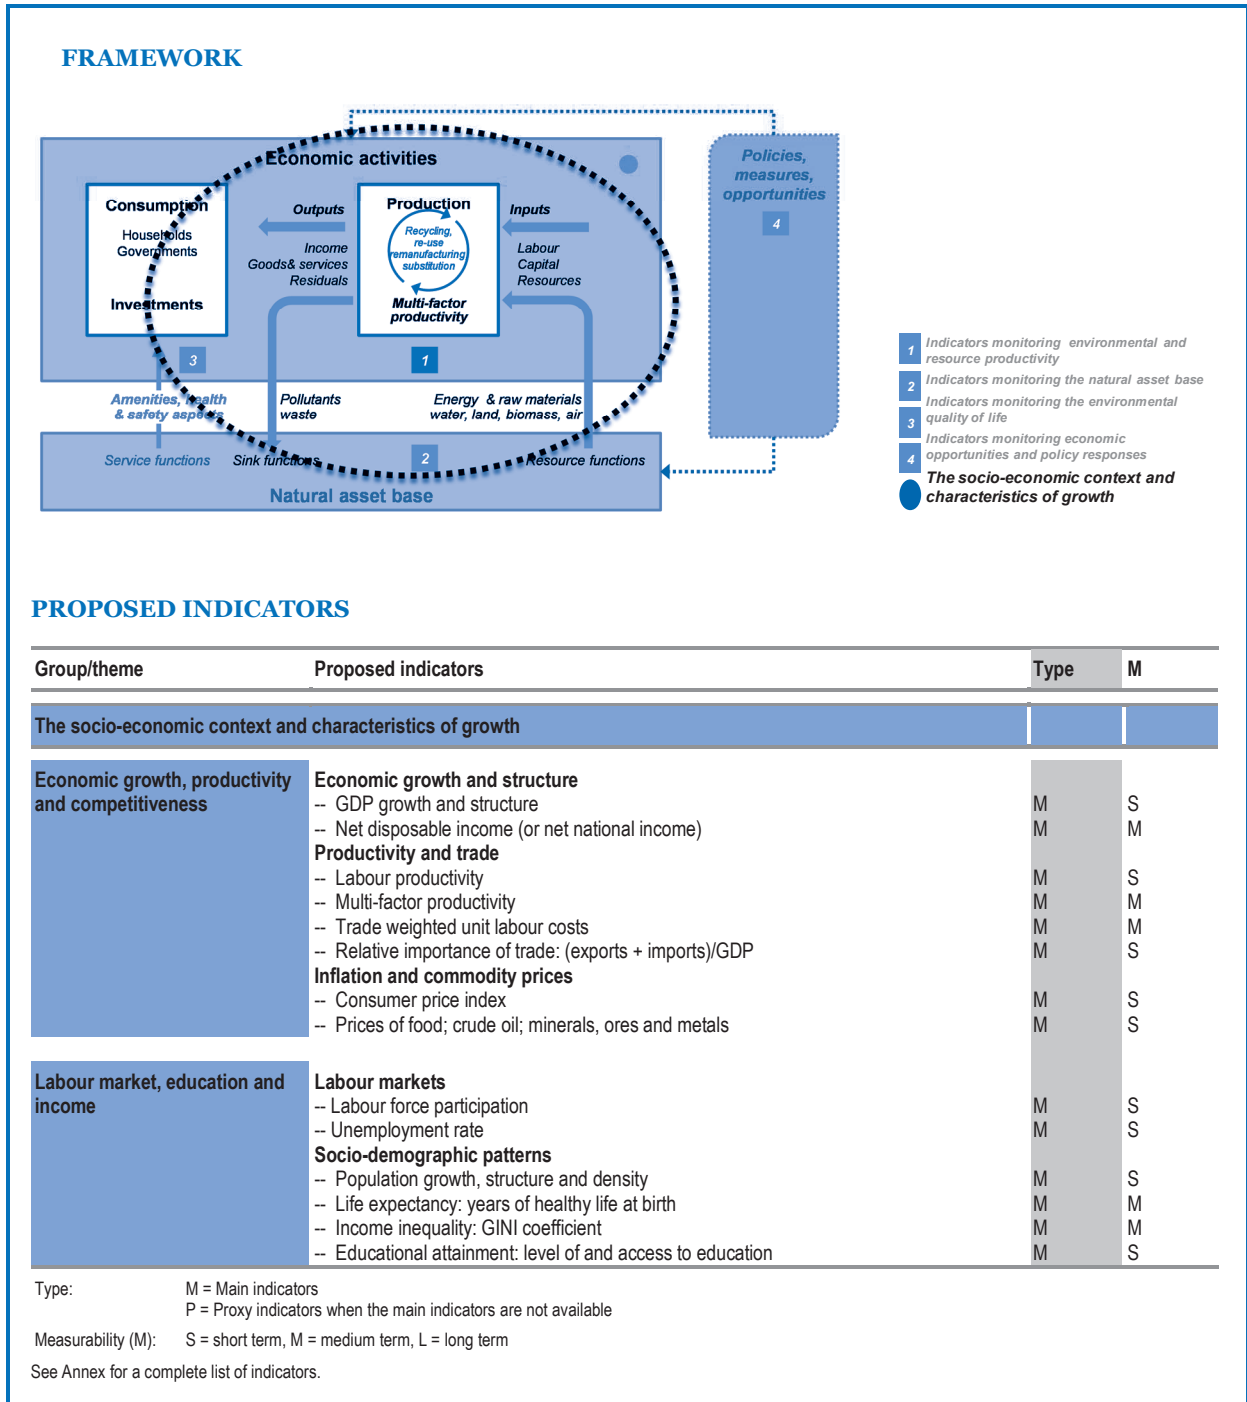 FRAMEWORK
Economic activities
Consumption
Households
Governments
Investments
Outputs
Income
Goods& services
Residuals
Production
Recycling,
re-use
remanufacturing
substitution
Multi-factor
productivity
Inputs
Labour
Capital
Resources
3
1
Policies,
measures,
opportunities
4
Amenities, health
& safety aspects
Pollutants
waste
Energy & raw materials
water, land, biomass, air
Service functions
Sink functions
2
Resource functions
Natural asset base
1 Indicators monitoring environmental and
resource productivity
2 Indicators monitoring the natural asset base
3 Indicators monitoring the environmental
quality of life
4 Indicators monitoring economic
opportunities and policy responses
The socio-economic context and
characteristics of growth
PROPOSED INDICATORS
Group/theme Proposed indicators Type M
The socio-economic context and characteristics of growth
Economic growth, productivity Economic growth and structure
and competitiveness -- GDP growth and structure M S
-- Net disposable income (or net national income) M M
Productivity and trade
-- Labour productivity M S
-- Multi-factor productivity M M
-- Trade weighted unit labour costs M M
-- Relative importance of trade: (exports + imports)/GDP M S
Inflation and commodity prices
-- Consumer price index M S
-- Prices of food; crude oil; minerals, ores and metals M S
Labour market, education and Labour markets
income -- Labour force participation M S
-- Unemployment rate M S
Socio-demographic patterns
-- Population growth, structure and density M S
-- Life expectancy: years of healthy life at birth M M
-- Income inequality: GINI coefficient M M
-- Educational attainment: level of and access to education M S
Type: M = Main indicators
P = Proxy indicators when the main indicators are not available
Measurability (M): S = short term, M = medium term, L = long term
See Annex for a complete list of indicators.